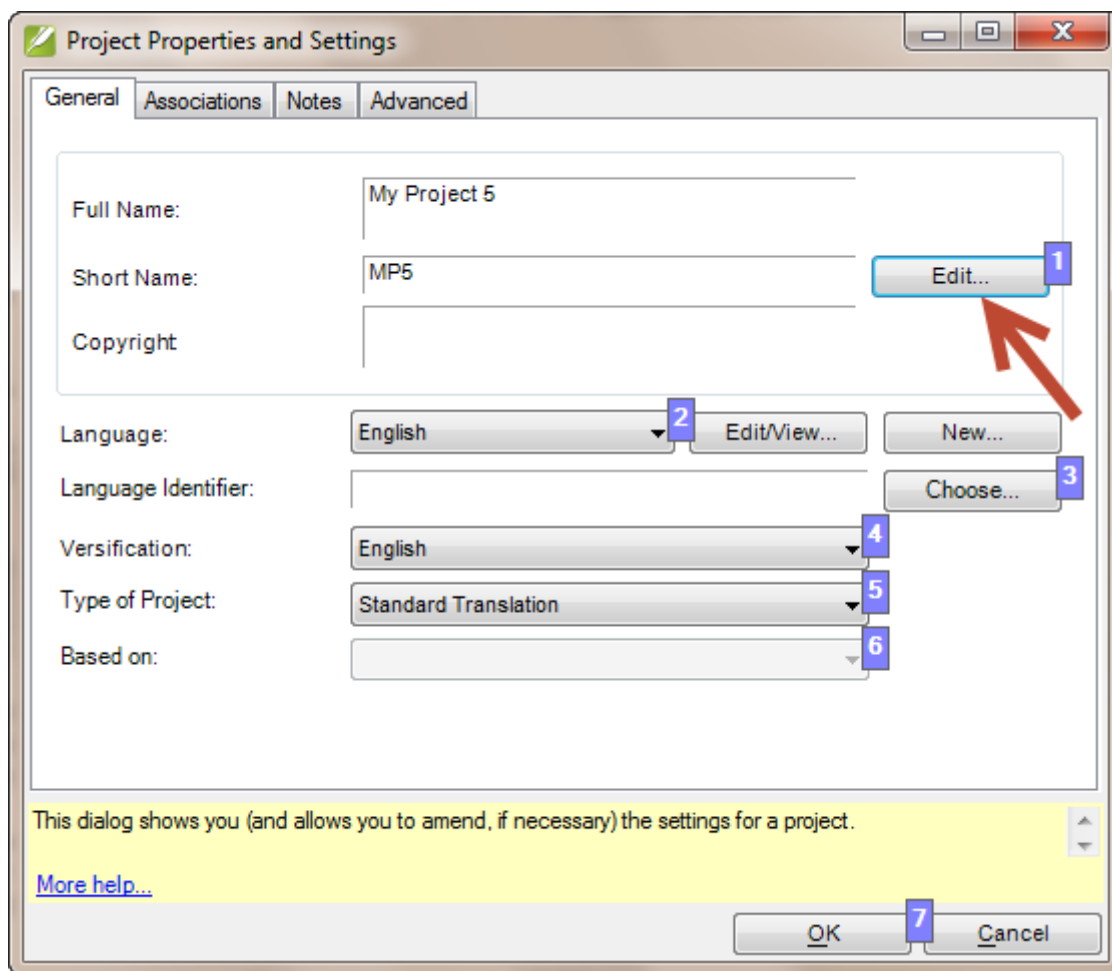 Project Properties and Settings
General Associations Notes Advanced
Full Name: My Project 5
Short Name: MP5 Edit... 1
Copyright
Language: English 2 Edit/View... New...
Language Identifier: Choose... 3
Versification: English 4
Type of Project: Standard Translation 5
Based on: 6
This dialog shows you (and allows you to amend, if necessary) the settings for a project.
More help...
OK 7 Cancel